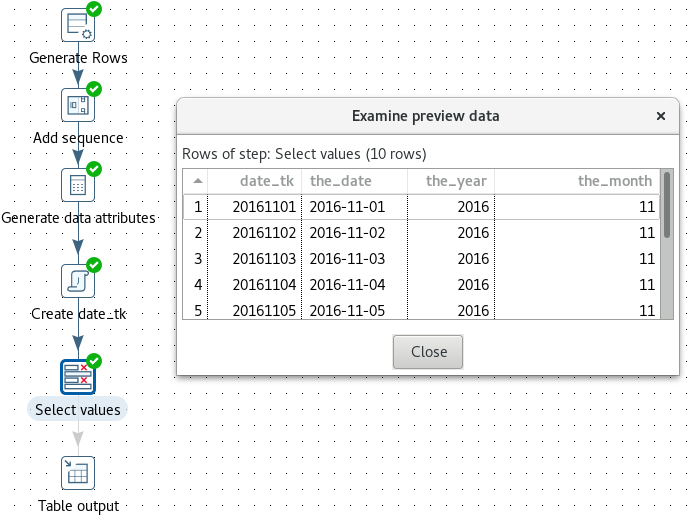 Generate Rows
Add sequence
Generate data attributes
Create date_tk
Select values
Table output
Examine preview data ×
Rows of step: Select values (10 rows)
date_tk the_date the_year the_month
1 20161101 2016-11-01 2016 11
2 20161102 2016-11-02 2016 11
3 20161103 2016-11-03 2016 11
4 20161104 2016-11-04 2016 11
5 20161105 2016-11-05 2016 11
Close